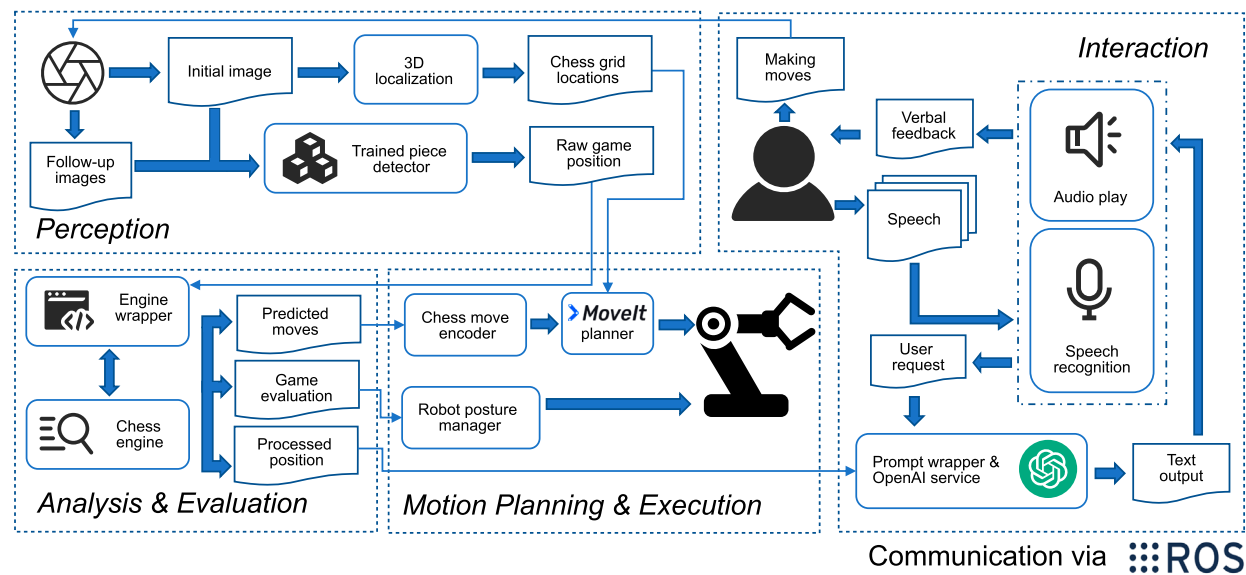 Initial image
3D
localization
Chess grid
locations
Follow-up
images
Trained piece
detector
Raw game
position
Perception
Making
moves
Interaction
Verbal
feedback
Audio play
Speech
Speech
recognition
User
request
Prompt wrapper &
OpenAI service
Text
output
Engine
wrapper
Chess
engine
Predicted
moves
Game
evaluation
Processed
position
Analysis & Evaluation
Chess move
encoder
MoveIt
planner
Robot posture
manager
Motion Planning & Execution
Communication via
ROS